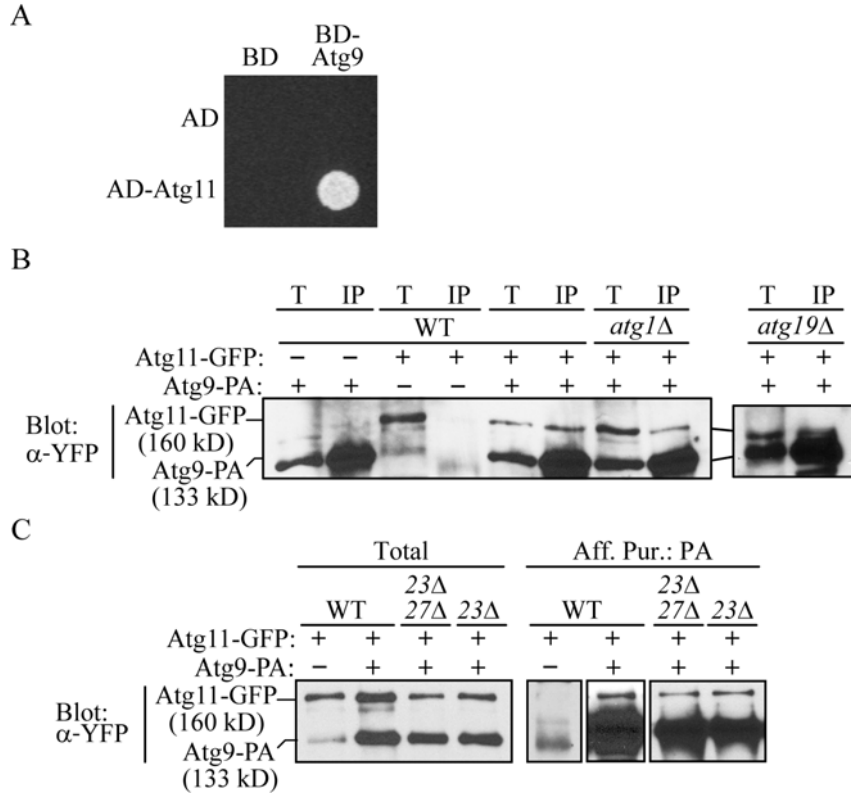 A
BD BD-
Atg9
AD
AD-Atg11
B
T IP T IP T IP T IP T IP
WT atg1Δ atg19Δ
Atg11-GFP: – – + + + + + + + +
Atg9-PA: + + – – + + + + + +
Blot:
α-YFP
Atg11-GFP
(160 kD)
Atg9-PA
(133 kD)
C
Total Aff. Pur.: PA
WT 23Δ 27Δ 23Δ WT 23Δ 27Δ 23Δ
Atg11-GFP: + + + + + + + +
Atg9-PA: – + + + – + + +
Blot:
α-YFP
Atg11-GFP
(160 kD)
Atg9-PA
(133 kD)